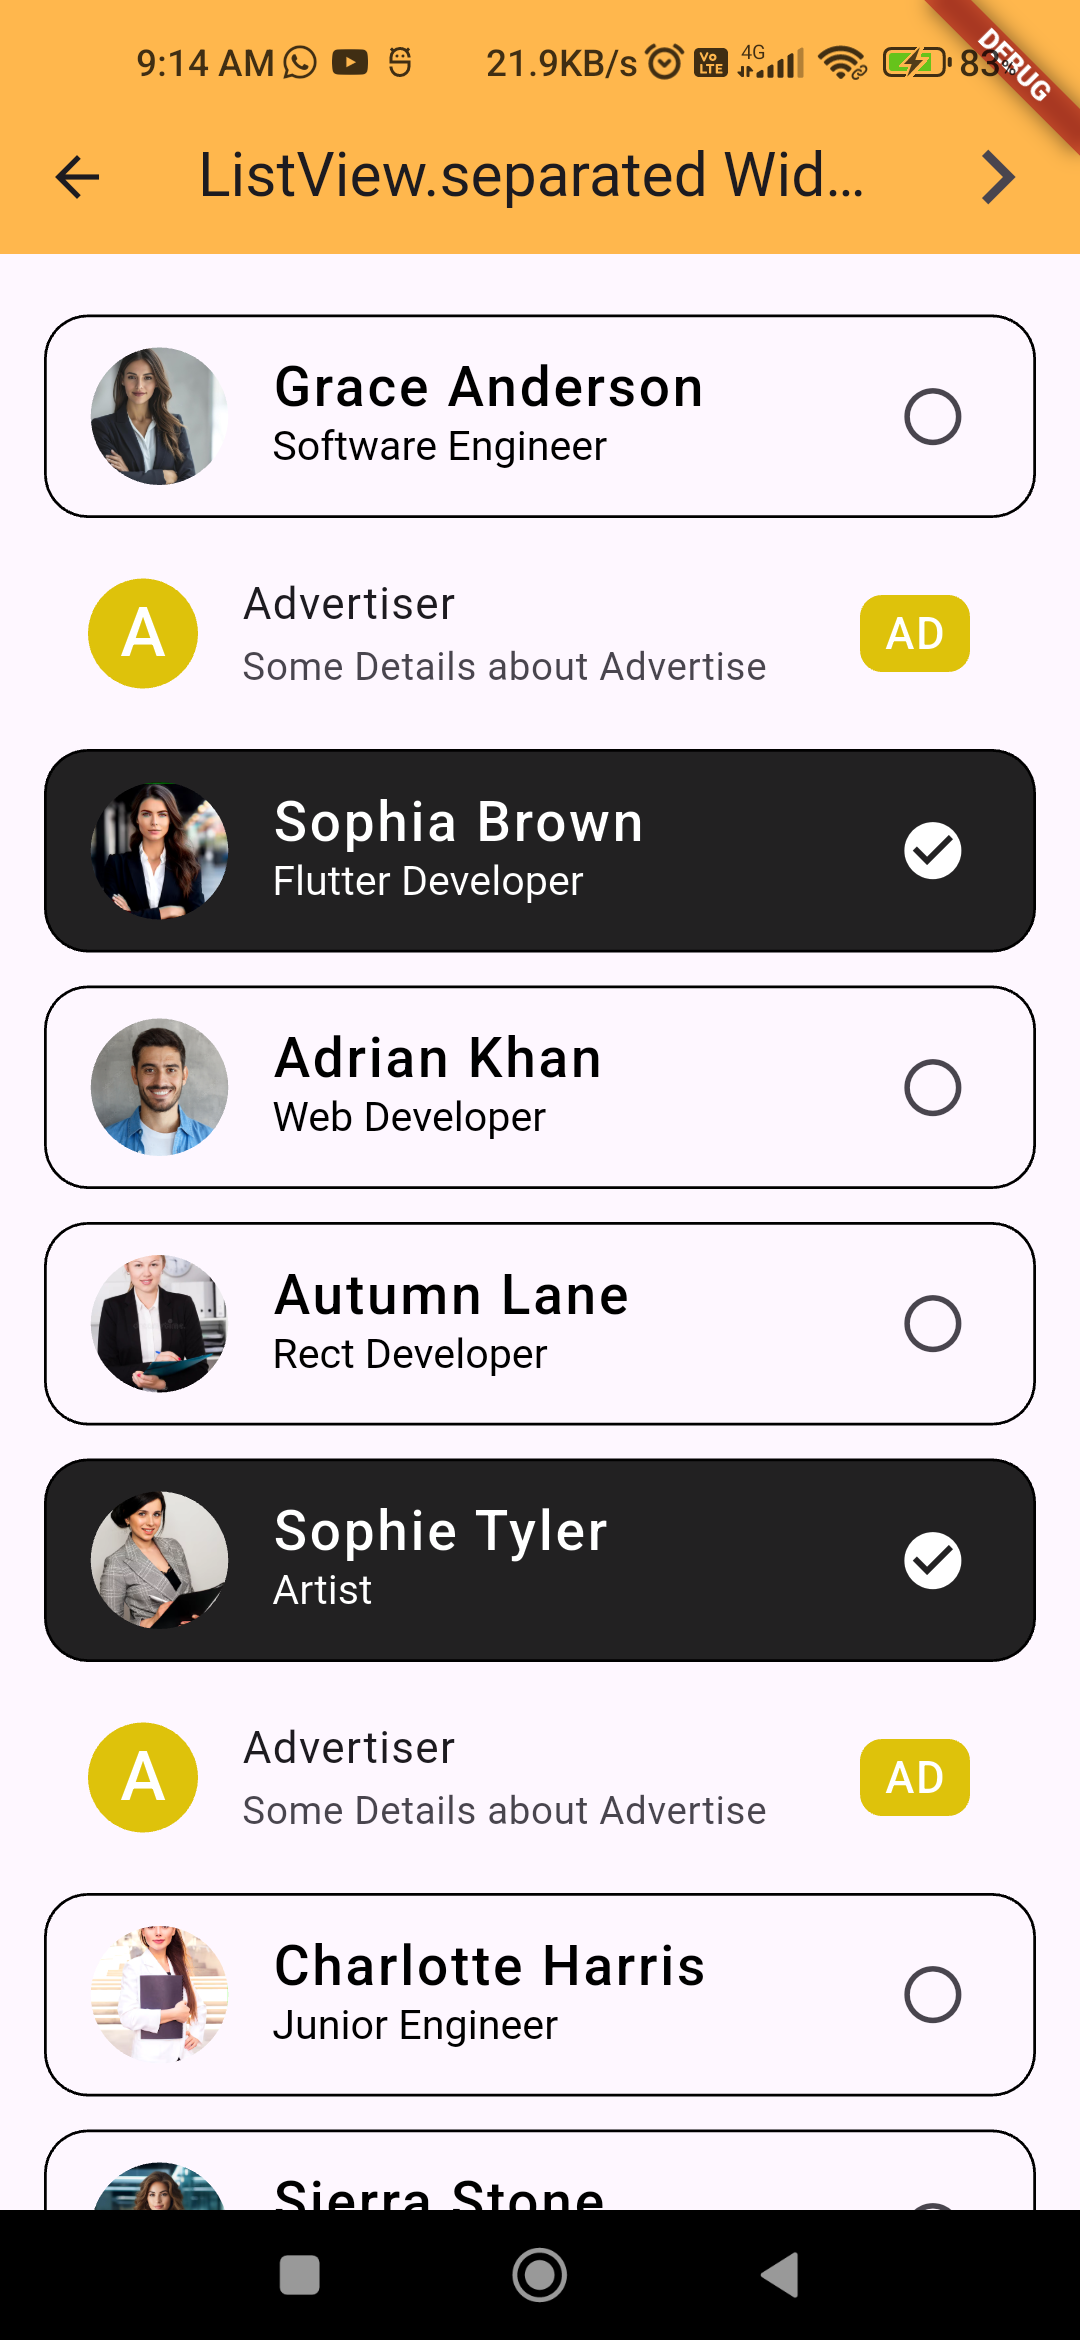 9:14 AM 21.9KB/s Vo LTE 4G 83%
DEBUG
ListView.separated Wid...
Grace Anderson
Software Engineer
A
Advertiser
Some Details about Advertise
AD
Sophia Brown
Flutter Developer
Adrian Khan
Web Developer
Autumn Lane
Rect Developer
Sophie Tyler
Artist
A
Advertiser
Some Details about Advertise
AD
Charlotte Harris
Junior Engineer
Sierra Stone